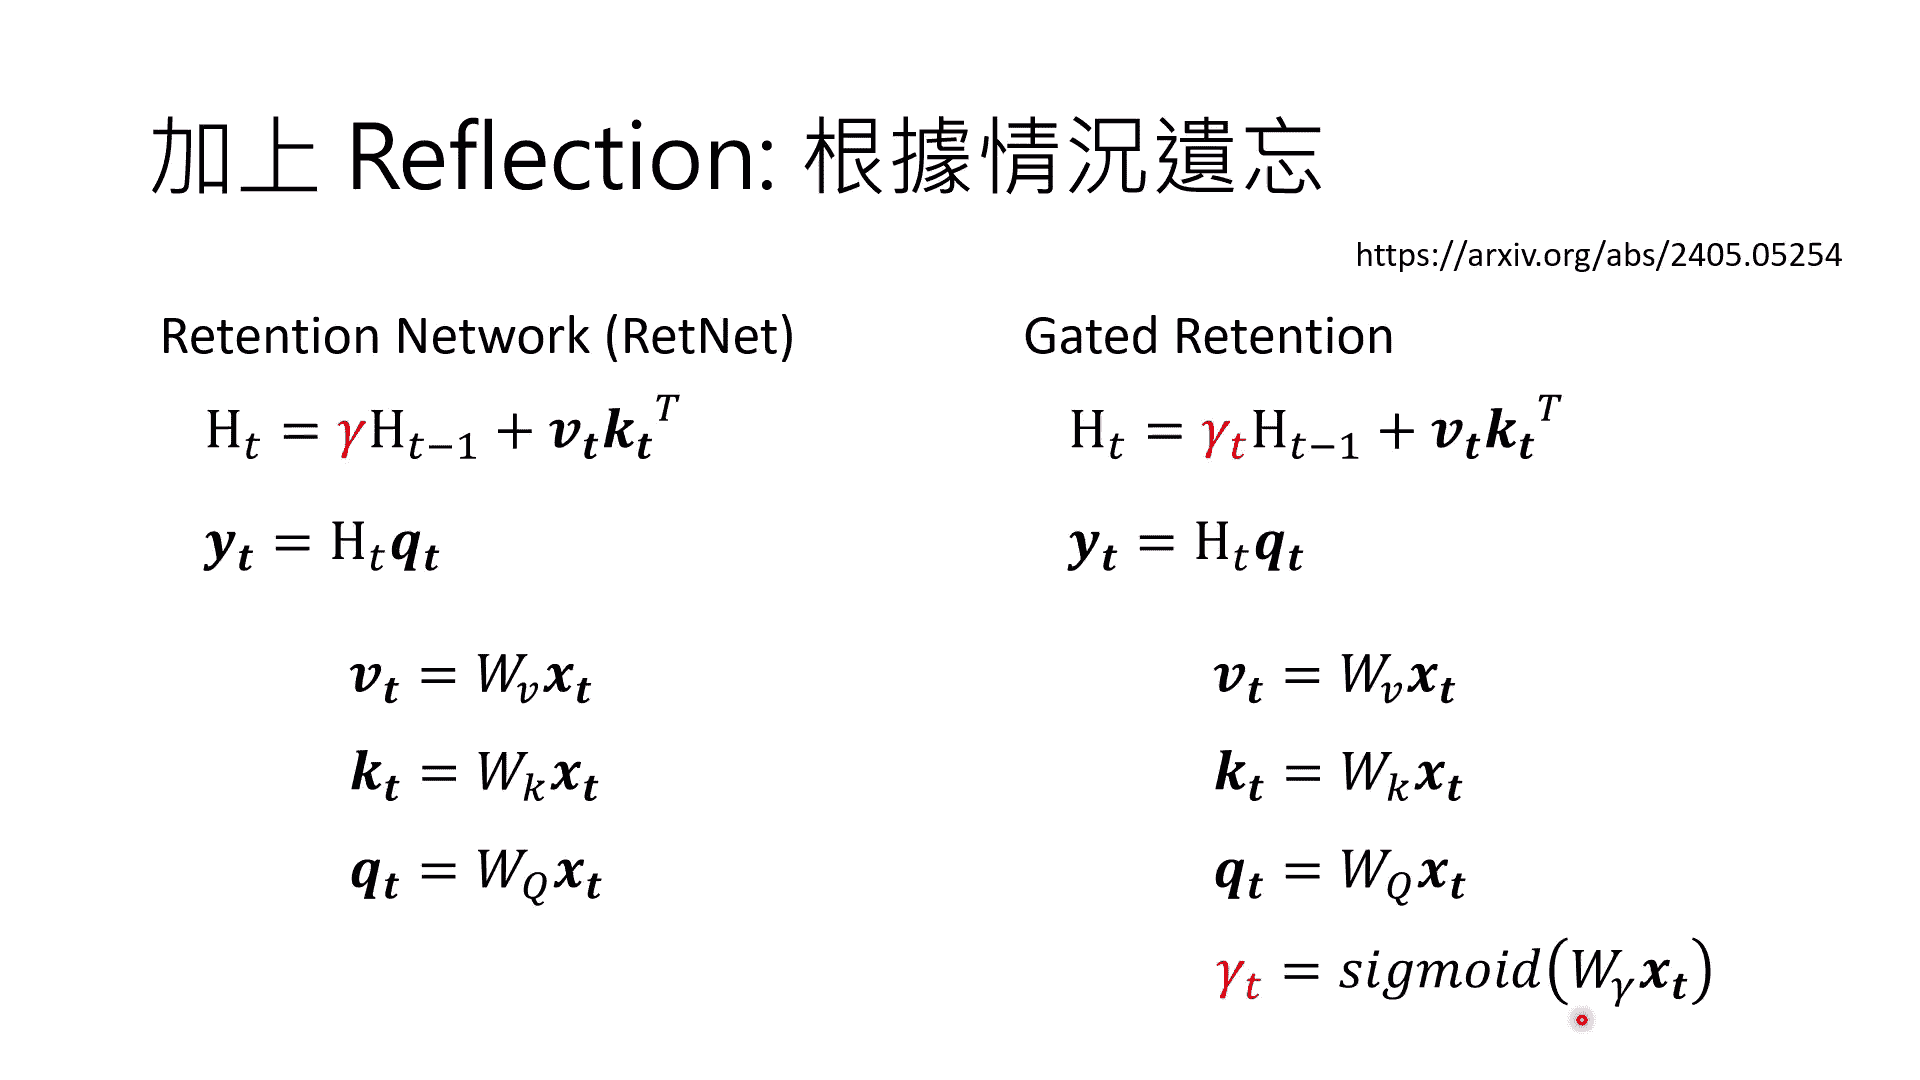 加上 Reflection: 根據情況遺忘
https://arxiv.org/abs/2405.05254
Retention Network (RetNet)
H_t = γH_{t−1} + v_t k_t^T
y_t = H_t q_t
v_t = W_v x_t
k_t = W_k x_t
q_t = W_Q x_t
Gated Retention
H_t = γ_t H_{t−1} + v_t k_t^T
y_t = H_t q_t
v_t = W_v x_t
k_t = W_k x_t
q_t = W_Q x_t
γ_t = sigmoid(W_γ x_t)